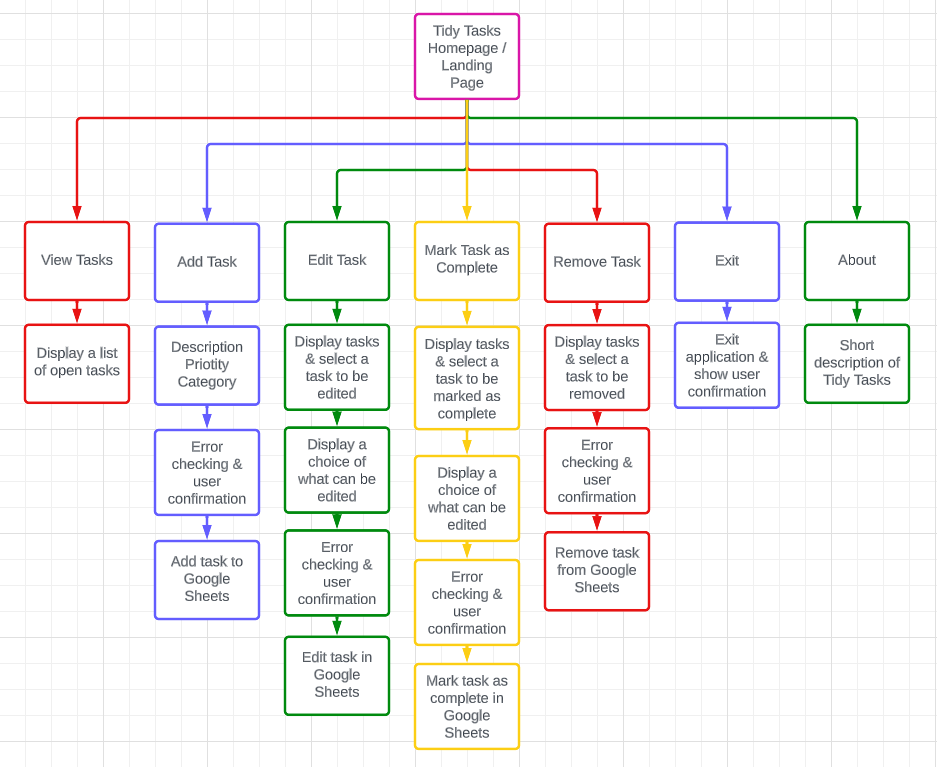 Tidy Tasks
Homepage /
Landing
Page
View Tasks
Add Task
Edit Task
Mark Task as
Complete
Remove Task
Exit
About
Display a list
of open tasks
Description
Priotity
Category
Display tasks
& select a
task to be
edited
Display tasks
& select a
task to be
marked as
complete
Display tasks
& select a
task to be
removed
Exit
application &
show user
confirmation
Short
description of
Tidy Tasks
Error
checking &
user
confirmation
Display a
choice of
what can be
edited
Display a
choice of
what can be
edited
Error
checking &
user
confirmation
Add task to
Google
Sheets
Error
checking &
user
confirmation
Error
checking &
user
confirmation
Remove task
from Google
Sheets
Edit task in
Google
Sheets
Mark task as
complete in
Google
Sheets